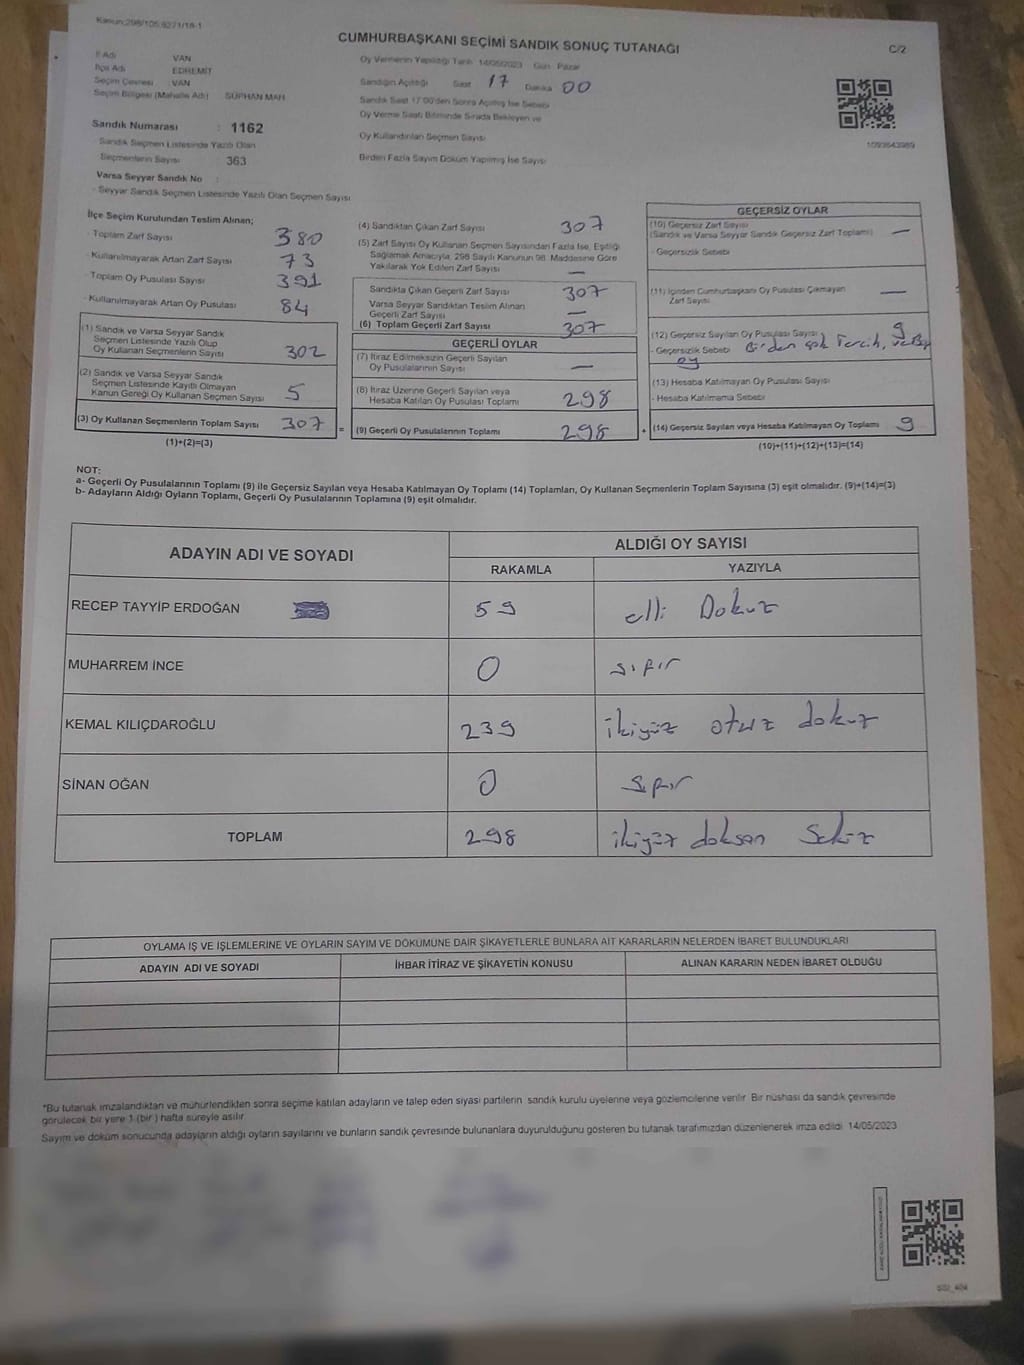 Kanun:298/105,6271/18-1
CUMHURBAŞKANI SEÇİMİ SANDIK SONUÇ TUTANAĞI
C/2
İl Adı VAN
İlçe Adı EDREMİT
Seçim Çevresi VAN
Seçim Bölgesi (Mahalle Adı) SÜPHAN MAH
Sandık Numarası : 1162
Sandık Seçmen Listesinde Yazılı Olan
Seçmenlerin Sayısı 363
Varsa Seyyar Sandık No :
- Seyyar Sandık Seçmen Listesinde Yazılı Olan Seçmen Sayısı
Oy Vermenin Yapıldığı Tarih 14/05/2023 Gün Pazar
Sandığın Açıldığı Saat 17 Dakika 00
Sandık Saat 17:00'den Sonra Açılmış İse Sebebi
Oy Verme Saati Bitiminde Sırada Bekleyen ve
Oy Kullandırılan Seçmen Sayısı
Birden Fazla Sayım Döküm Yapılmış İse Sayısı
1093643989
İlçe Seçim Kurulundan Teslim Alınan;
- Toplam Zarf Sayısı 380
- Kullanılmayarak Artan Zarf Sayısı 73
- Toplam Oy Pusulası Sayısı 391
- Kullanılmayarak Artan Oy Pusulası 84
(1) Sandık ve Varsa Seyyar Sandık
Seçmen Listesinde Yazılı Olup
Oy Kullanan Seçmenlerin Sayısı 302
(2) Sandık ve Varsa Seyyar Sandık
Seçmen Listesinde Kayıtlı Olmayan
Kanun Gereği Oy Kullanan Seçmen Sayısı 5
(3) Oy Kullanan Seçmenlerin Toplam Sayısı 307
(1)+(2)=(3)
(4) Sandıktan Çıkan Zarf Sayısı 307
(5) Zarf Sayısı Oy Kullanan Seçmen Sayısından Fazla İse, Eşitliği
Sağlamak Amacıyla, 298 Sayılı Kanunun 98. Maddesine Göre
Yakılarak Yok Edilen Zarf Sayısı —
Sandıkta Çıkan Geçerli Zarf Sayısı 307
Varsa Seyyar Sandıktan Teslim Alınan
Geçerli Zarf Sayısı —
(6) Toplam Geçerli Zarf Sayısı 307
GEÇERLİ OYLAR
(7) İtiraz Edilmeksizin Geçerli Sayılan
Oy Pusulalarının Sayısı —
(8) İtiraz Üzerine Geçerli Sayılan veya
Hesaba Katılan Oy Pusulası Toplamı 298
= (9) Geçerli Oy Pusulalarının Toplamı 298 +
GEÇERSİZ OYLAR
(10) Geçersiz Zarf Sayısı
(Sandık ve Varsa Seyyar Sandık Geçersiz Zarf Toplamı) —
- Geçersizlik Sebebi
(11) İçinden Cumhurbaşkanı Oy Pusulası Çıkmayan
Zarf Sayısı —
(12) Geçersiz Sayılan Oy Pusulası Sayısı 9
- Geçersizlik Sebebi Birden çok Tercih,
oy
(13) Hesaba Katılmayan Oy Pusulası Sayısı
- Hesaba Katılmama Sebebi
(14) Geçersiz Sayılan veya Hesaba Katılmayan Oy Toplamı 9
(10)+(11)+(12)+(13)=(14)
NOT:
a- Geçerli Oy Pusulalarının Toplamı (9) ile Geçersiz Sayılan veya Hesaba Katılmayan Oy Toplamı (14) Toplamları, Oy Kullanan Seçmenlerin Toplam Sayısına (3) eşit olmalıdır. (9)+(14)=(3)
b- Adayların Aldığı Oyların Toplamı, Geçerli Oy Pusulalarının Toplamına (9) eşit olmalıdır.
ADAYIN ADI VE SOYADI
ALDIĞI OY SAYISI
RAKAMLA YAZIYLA
RECEP TAYYİP ERDOĞAN 59 elli Dokuz
MUHARREM İNCE 0 sıfır
KEMAL KILIÇDAROĞLU 239 ikiyüz otuz dokuz
SİNAN OĞAN 0 sıfır
TOPLAM 298 ikiyüz doksan Sekiz
OYLAMA İŞ VE İŞLEMLERİNE VE OYLARIN SAYIM VE DÖKÜMÜNE DAİR ŞİKAYETLERLE BUNLARA AİT KARARLARIN NELERDEN İBARET BULUNDUKLARI
ADAYIN ADI VE SOYADI İHBAR İTİRAZ VE ŞİKAYETİN KONUSU ALINAN KARARIN NEDEN İBARET OLDUĞU
*Bu tutanak imzalandıktan ve mühürlendikten sonra seçime katılan adayların ve talep eden siyasi partilerin sandık kurulu üyelerine veya gözlemcilerine verilir. Bir nüshası da sandık çevresinde
görülecek bir yere 1 (bir ) hafta süreyle asılır.
Sayım ve döküm sonucunda adayların aldığı oyların sayılarını ve bunların sandık çevresinde bulunanlara duyurulduğunu gösteren bu tutanak tarafımızdan düzenlenerek imza edildi. 14/05/2023